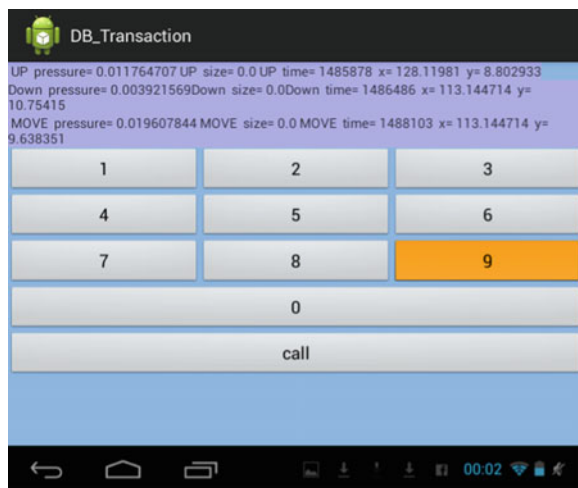 DB_Transaction
UP pressure= 0.011764707 UP size= 0.0 UP time= 1485878 x= 128.11981 y= 8.802933
Down pressure= 0.003921569Down size= 0.0Down time= 1486486 x= 113.144714 y=
10.75415
MOVE pressure= 0.019607844 MOVE size= 0.0 MOVE time= 1488103 x= 113.144714 y=
9.638351
1 2 3
4 5 6
7 8 9
0
call
00:02